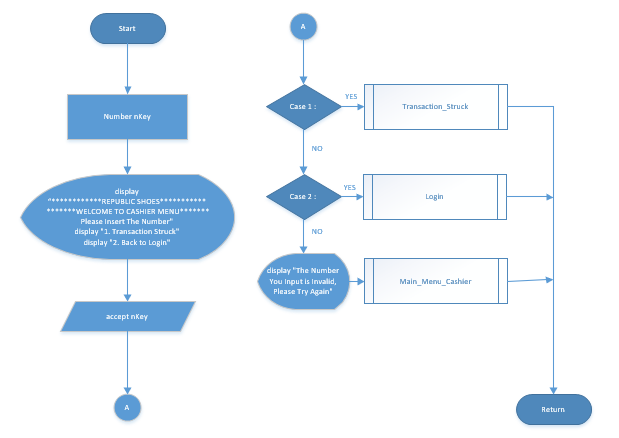 Start
Number nKey
display
"************REPUBLIC SHOES***********
*******WELCOME TO CASHIER MENU*******
Please Insert The Number"
display "1. Transaction Struck"
display "2. Back to Login"
accept nKey
A
A
Case 1 :
YES
Transaction_Struck
NO
Case 2 :
YES
Login
NO
display "The Number
You Input is Invalid,
Please Try Again"
Main_Menu_Cashier
Return